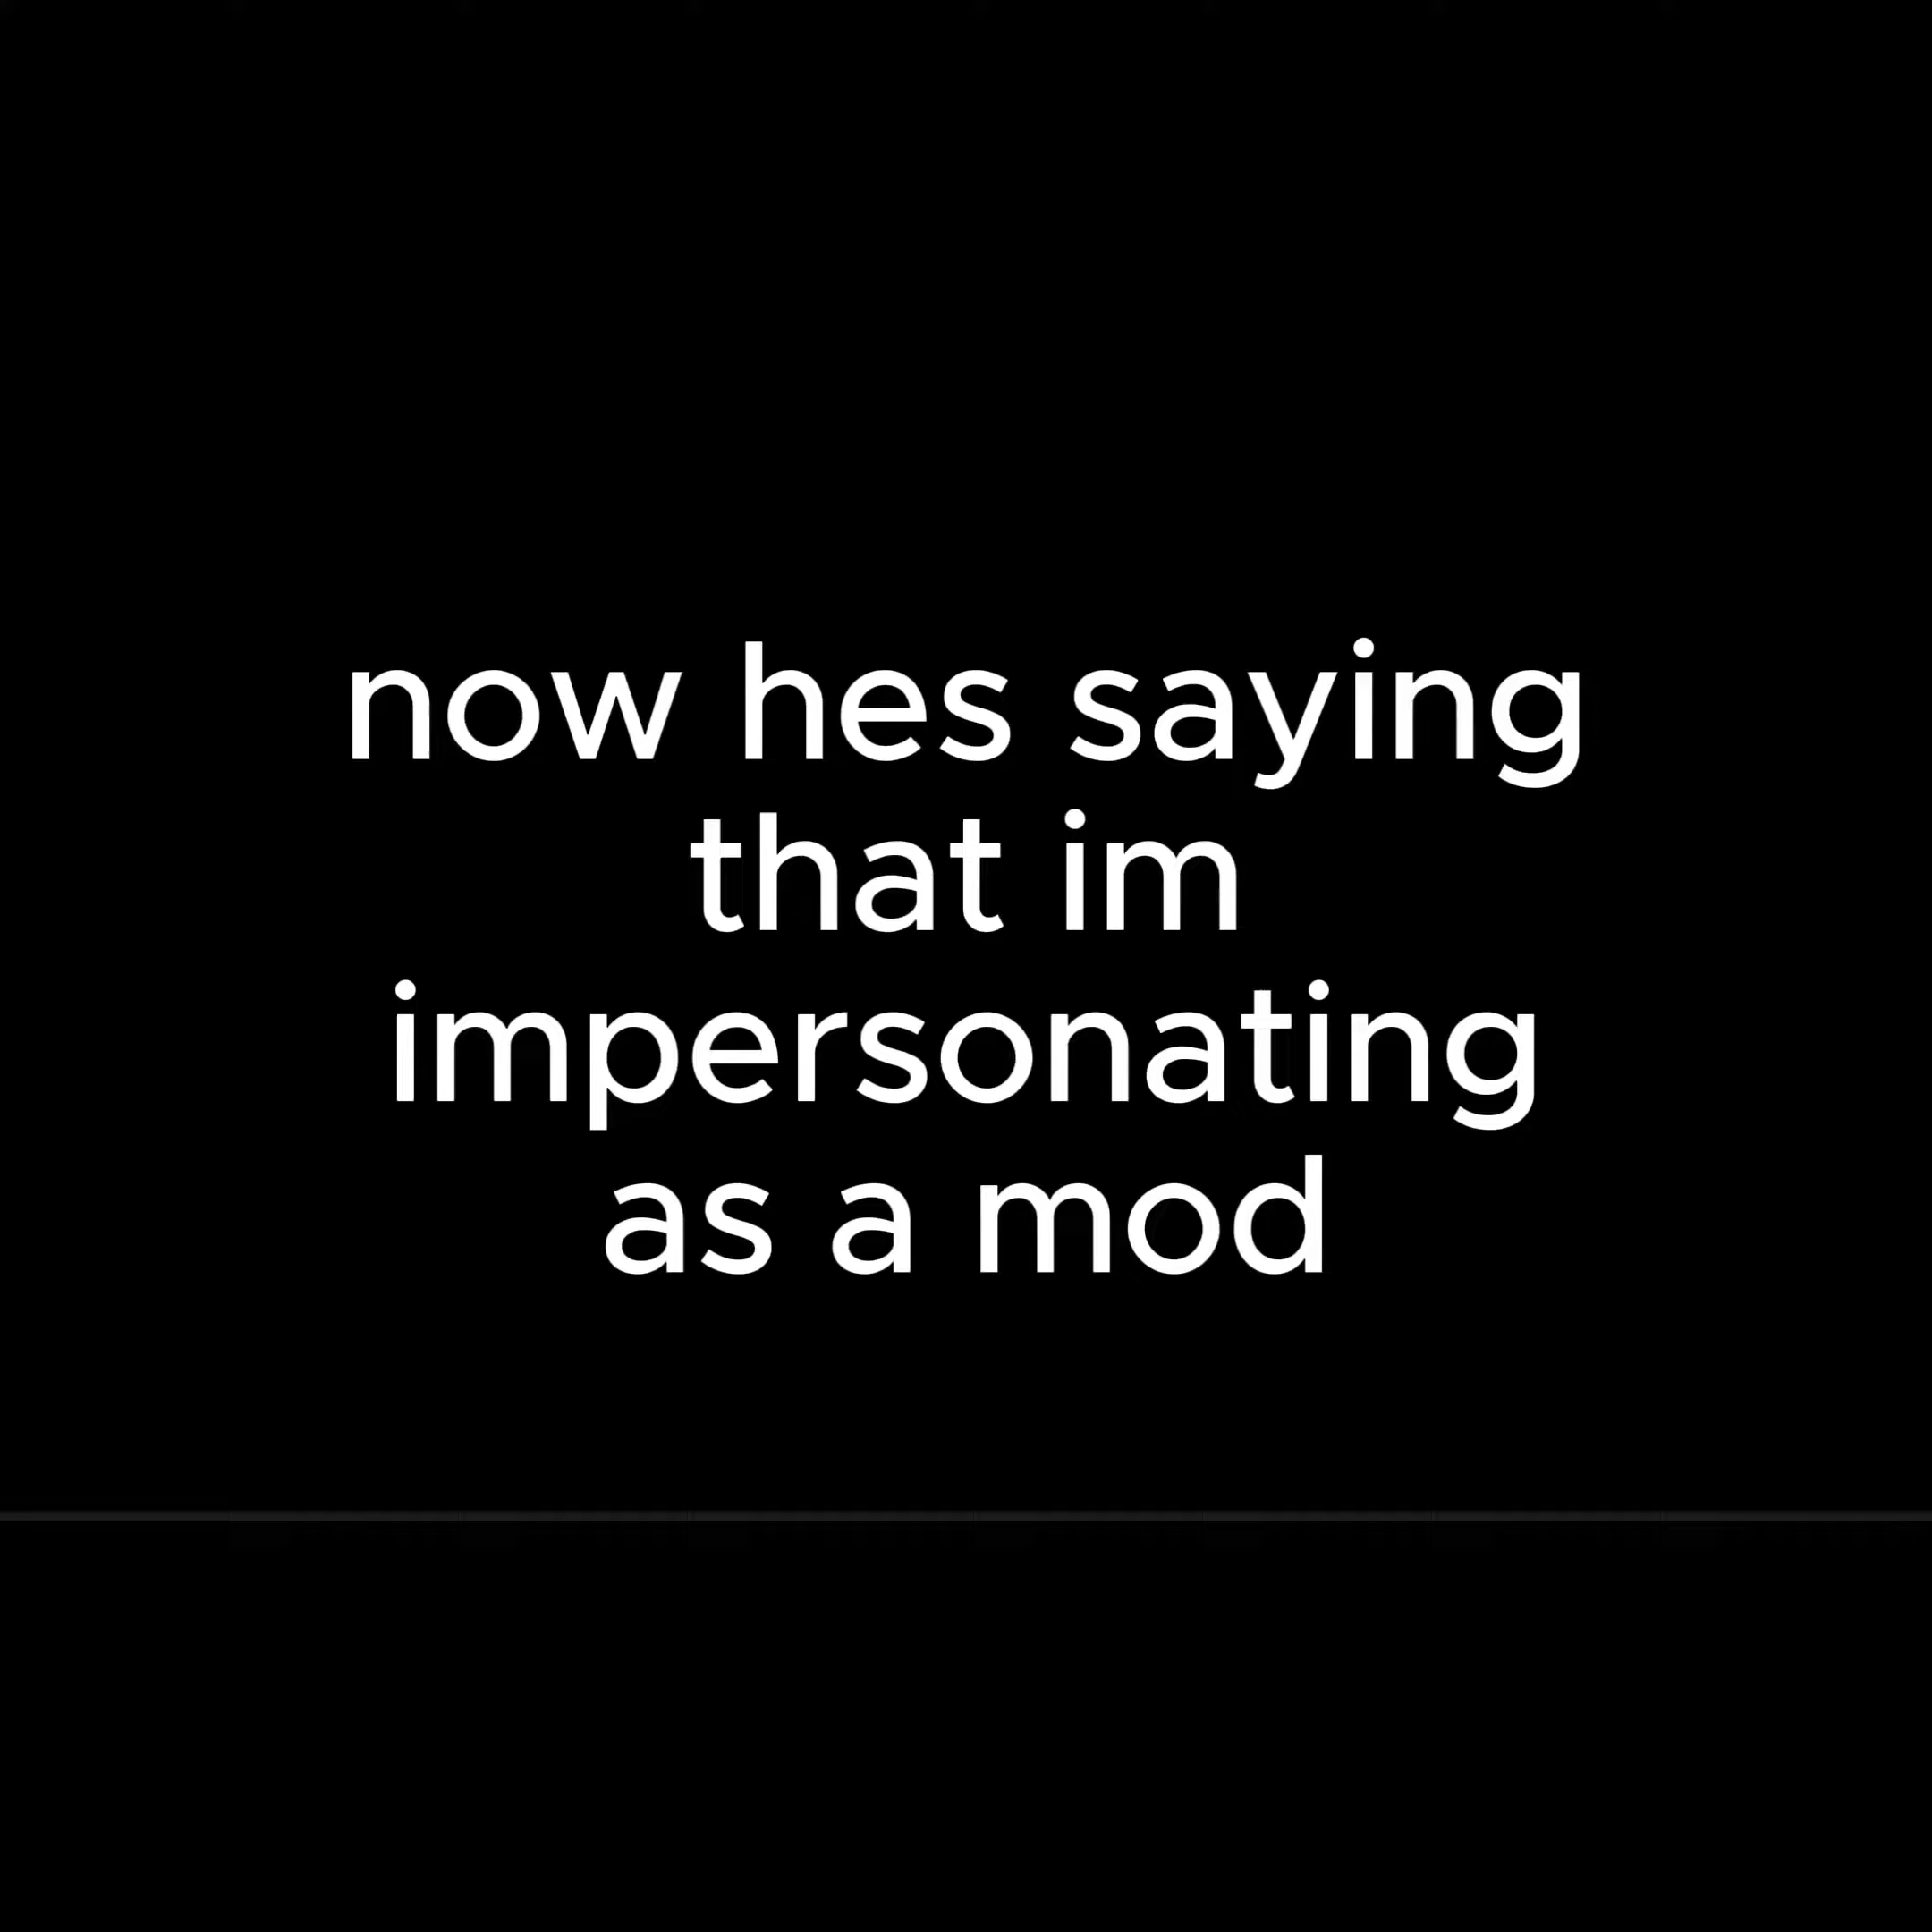 now hes saying
that im
impersonating
as a mod